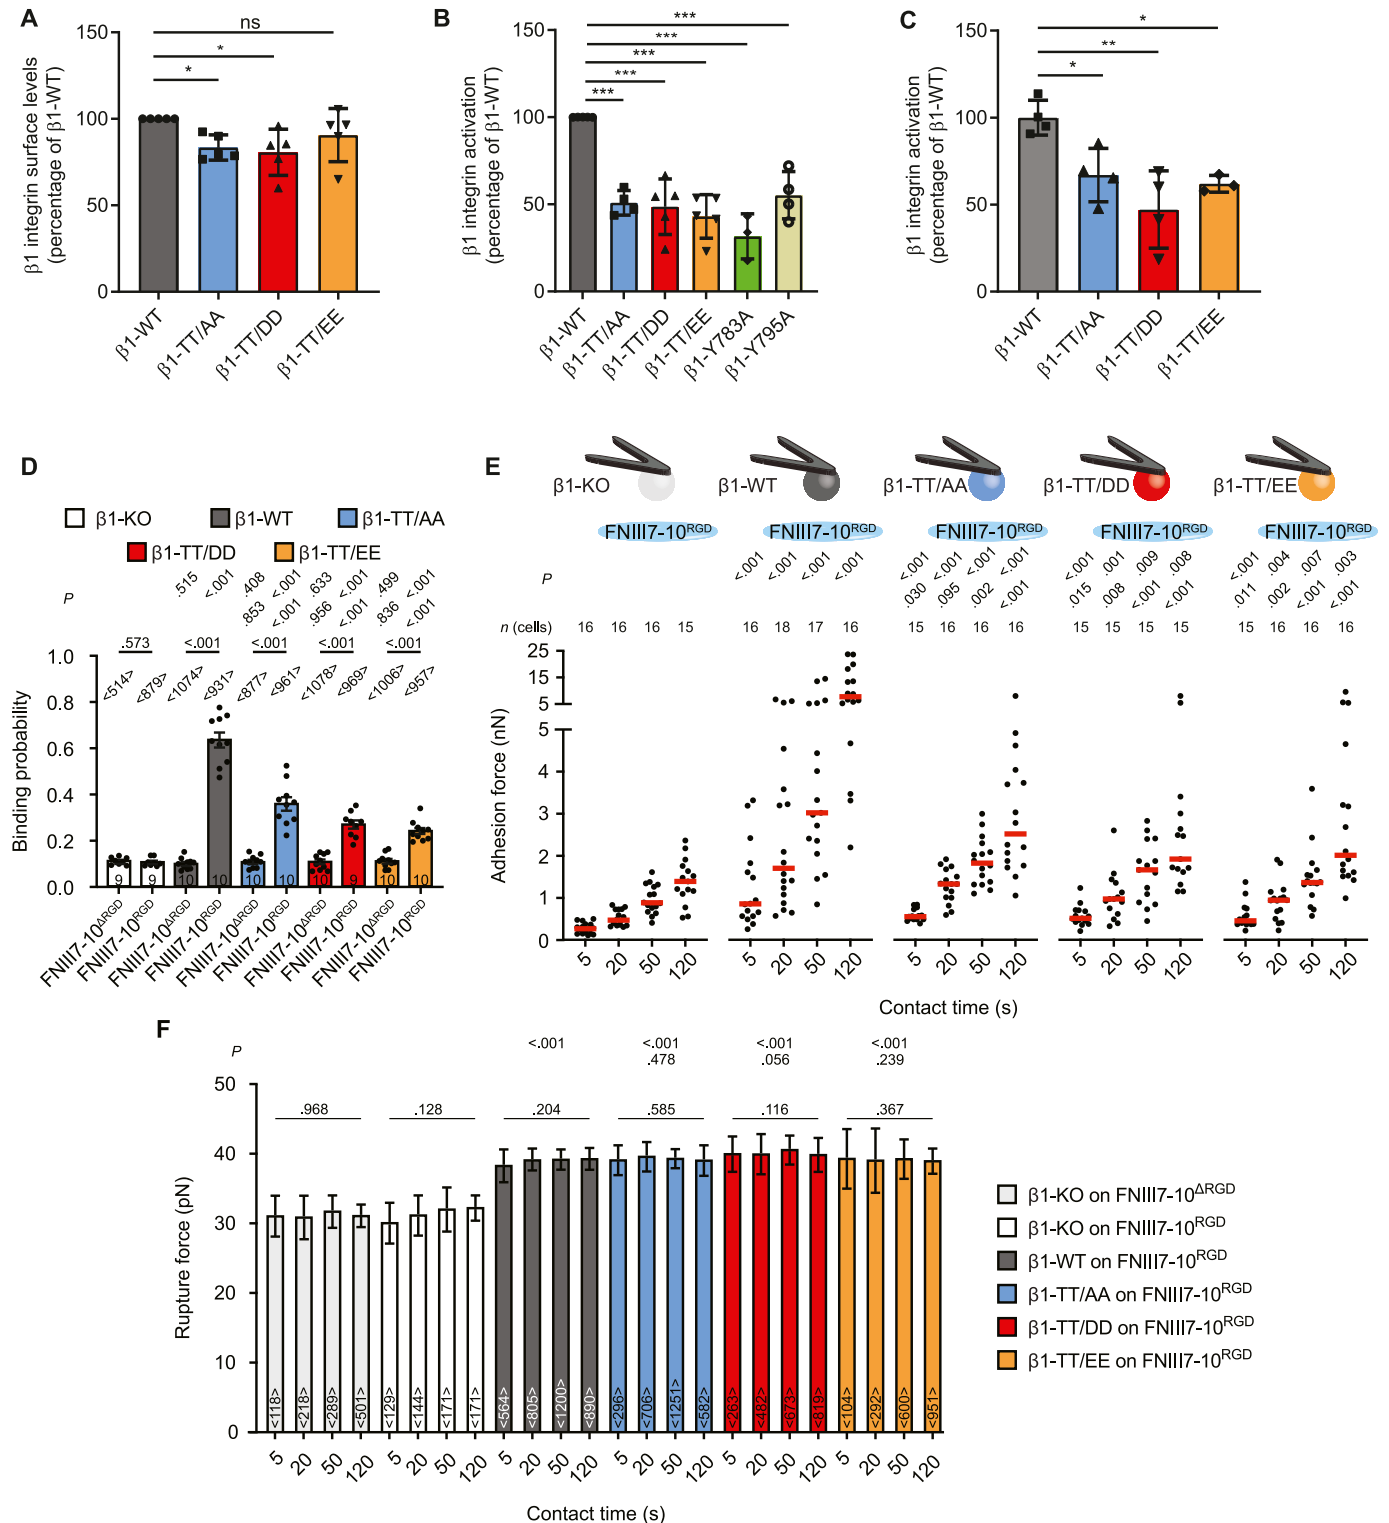 A
β1 integrin surface levels
(percentage of β1-WT)
150
100
50
0
ns
*
*
β1-WT
β1-TT/AA
β1-TT/DD
β1-TT/EE
B
β1 integrin activation
(percentage of β1-WT)
150
100
50
0
***
***
***
***
***
β1-WT
β1-TT/AA
β1-TT/DD
β1-TT/EE
β1-Y783A
β1-Y795A
C
β1 integrin activation
(percentage of β1-WT)
150
100
50
0
*
**
*
β1-WT
β1-TT/AA
β1-TT/DD
β1-TT/EE
D
β1-KO
β1-WT
β1-TT/AA
β1-TT/DD
β1-TT/EE
P
.515 <.001 .408 <.001 .633 <.001 .499 <.001
.853 <.001 .956 <.001 .836 <.001
.573 <.001 <.001 <.001 <.001
<514> <879> <1074> <931> <877> <961> <1078> <969> <1006> <957>
Binding probability
1.0
0.8
0.6
0.4
0.2
0.0
9 9 10 10 10 10 10 9 10 10
FNIII7-10ΔRGD
FNIII7-10RGD
FNIII7-10ΔRGD
FNIII7-10RGD
FNIII7-10ΔRGD
FNIII7-10RGD
FNIII7-10ΔRGD
FNIII7-10RGD
FNIII7-10ΔRGD
FNIII7-10RGD
E
β1-KO
β1-WT
β1-TT/AA
β1-TT/DD
β1-TT/EE
FNIII7-10RGD
FNIII7-10RGD
FNIII7-10RGD
FNIII7-10RGD
FNIII7-10RGD
P
<.001 <.001 <.001 <.001 <.001 <.001 <.001 <.001 <.001 .001 .009 .008 <.001 .004 .007 .003
.030 .095 .002 <.001 .015 .008 <.001 <.001 .011 .002 <.001 <.001
n (cells) 16 16 16 15 16 18 17 16 15 16 16 16 15 15 15 15 15 16 16 16
Adhesion force (nN)
25
15
5
5
4
3
2
1
0
5 20 50 120 5 20 50 120 5 20 50 120 5 20 50 120 5 20 50 120
Contact time (s)
F
P
<.001 <.001 <.001 <.001
.478 .056 .239
.968 .128 .204 .585 .116 .367
Rupture force (pN)
50
40
30
20
10
0
<118> <218> <289> <501> <129> <144> <171> <171> <564> <805> <1200> <890> <296> <706> <1251> <582> <263> <482> <673> <819> <104> <292> <600> <951>
5 20 50 120 5 20 50 120 5 20 50 120 5 20 50 120 5 20 50 120 5 20 50 120
Contact time (s)
β1-KO on FNIII7-10ΔRGD
β1-KO on FNIII7-10RGD
β1-WT on FNIII7-10RGD
β1-TT/AA on FNIII7-10RGD
β1-TT/DD on FNIII7-10RGD
β1-TT/EE on FNIII7-10RGD